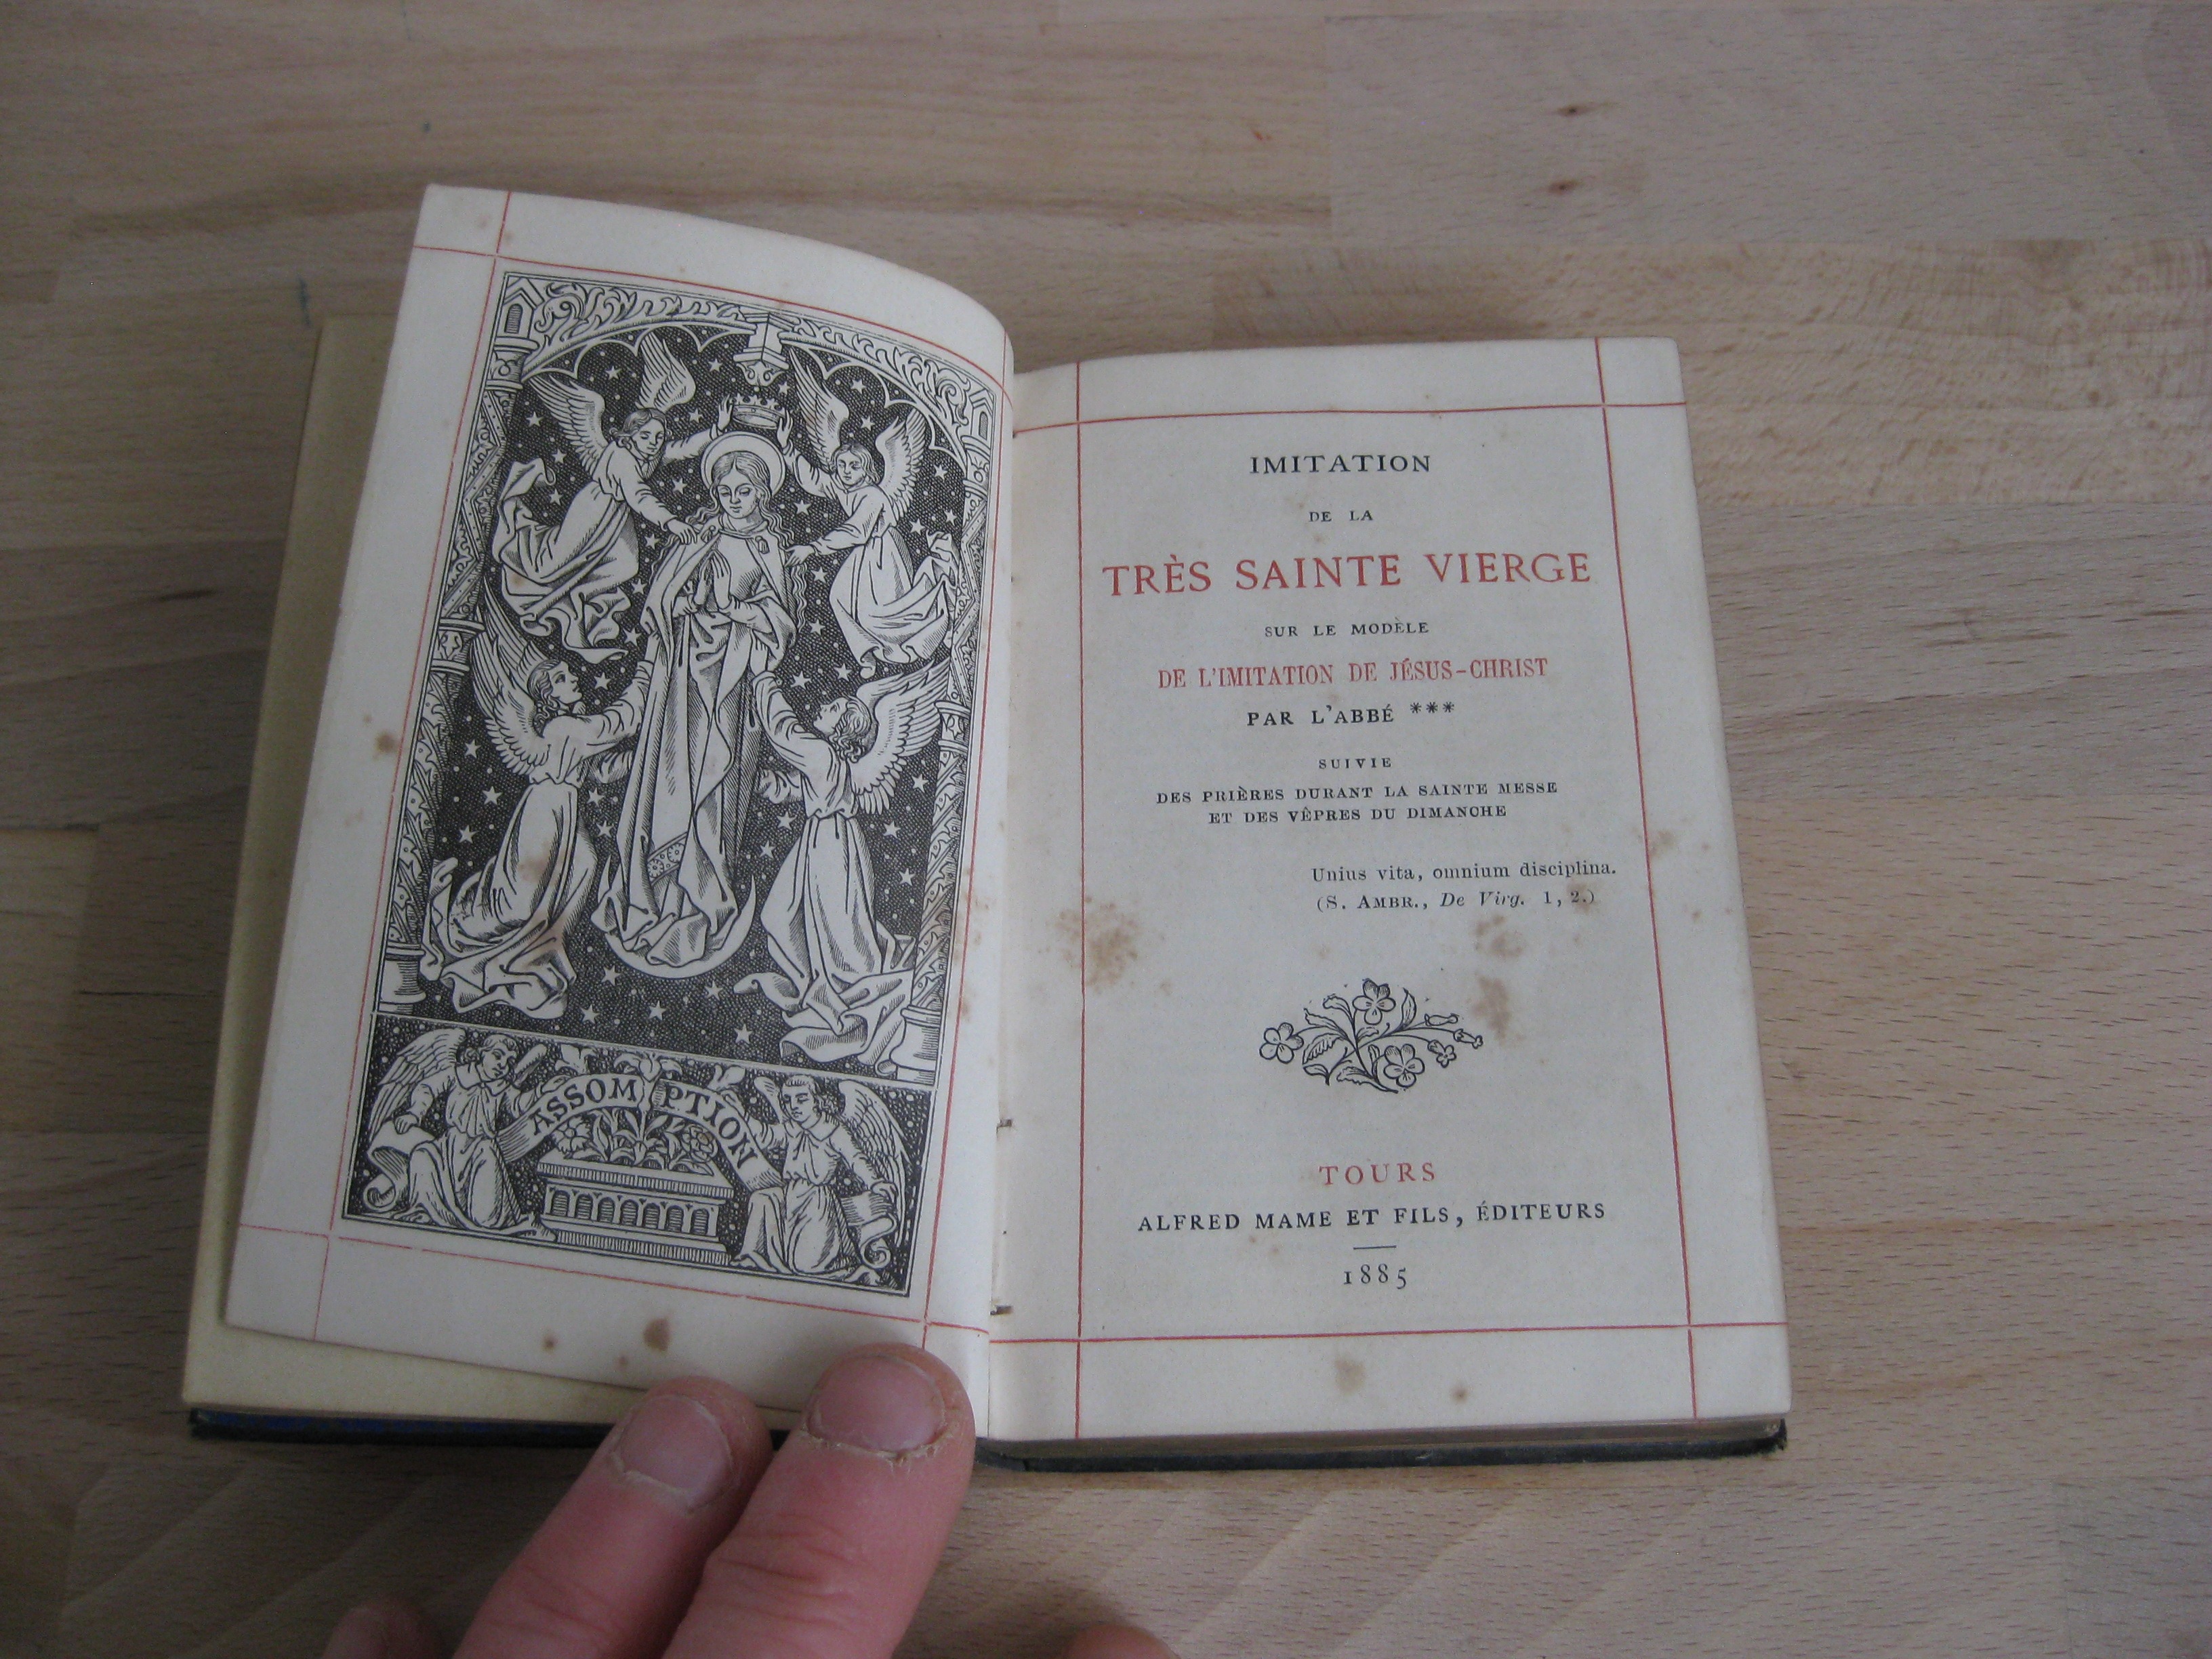 ASSOMPTION
IMITATION
DE LA
TRÈS SAINTE VIERGE
SUR LE MODÈLE
DE L'IMITATION DE JÉSUS-CHRIST
PAR L'ABBÉ ***
SUIVIE
DES PRIÈRES DURANT LA SAINTE MESSE
ET DES VÊPRES DU DIMANCHE
Unius vita, omnium disciplina.
(S. AMBR., De Virg. 1, 2.)
TOURS
ALFRED MAME ET FILS, ÉDITEURS
1885